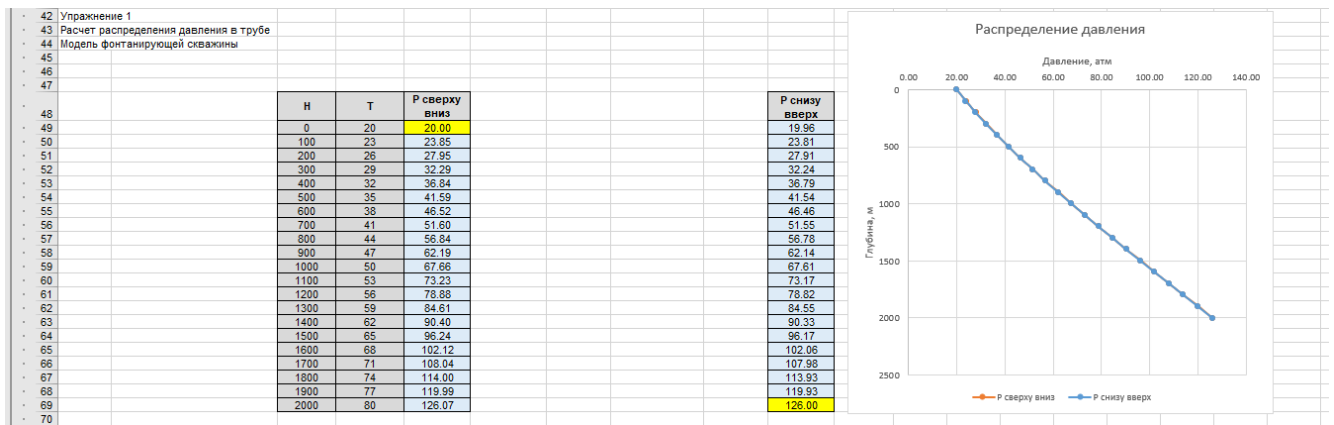 42 Упражнение 1
43 Расчет распределения давления в трубе
44 Модель фонтанирующей скважины
45
46
47
48 H T P сверху вниз P снизу вверх
49 0 20 20.00 19.96
50 100 23 23.85 23.81
51 200 26 27.95 27.91
52 300 29 32.29 32.24
53 400 32 36.84 36.79
54 500 35 41.59 41.54
55 600 38 46.52 46.46
56 700 41 51.60 51.55
57 800 44 56.84 56.78
58 900 47 62.19 62.14
59 1000 50 67.66 67.61
60 1100 53 73.23 73.17
61 1200 56 78.88 78.82
62 1300 59 84.61 84.55
63 1400 62 90.40 90.33
64 1500 65 96.24 96.17
65 1600 68 102.12 102.06
66 1700 71 108.04 107.98
67 1800 74 114.00 113.93
68 1900 77 119.99 119.93
69 2000 80 126.07 126.00
70
Распределение давления
Давление, атм
0.00 20.00 40.00 60.00 80.00 100.00 120.00 140.00
0
500
1000
1500
2000
2500
Глубина, м
P сверху вниз P снизу вверх